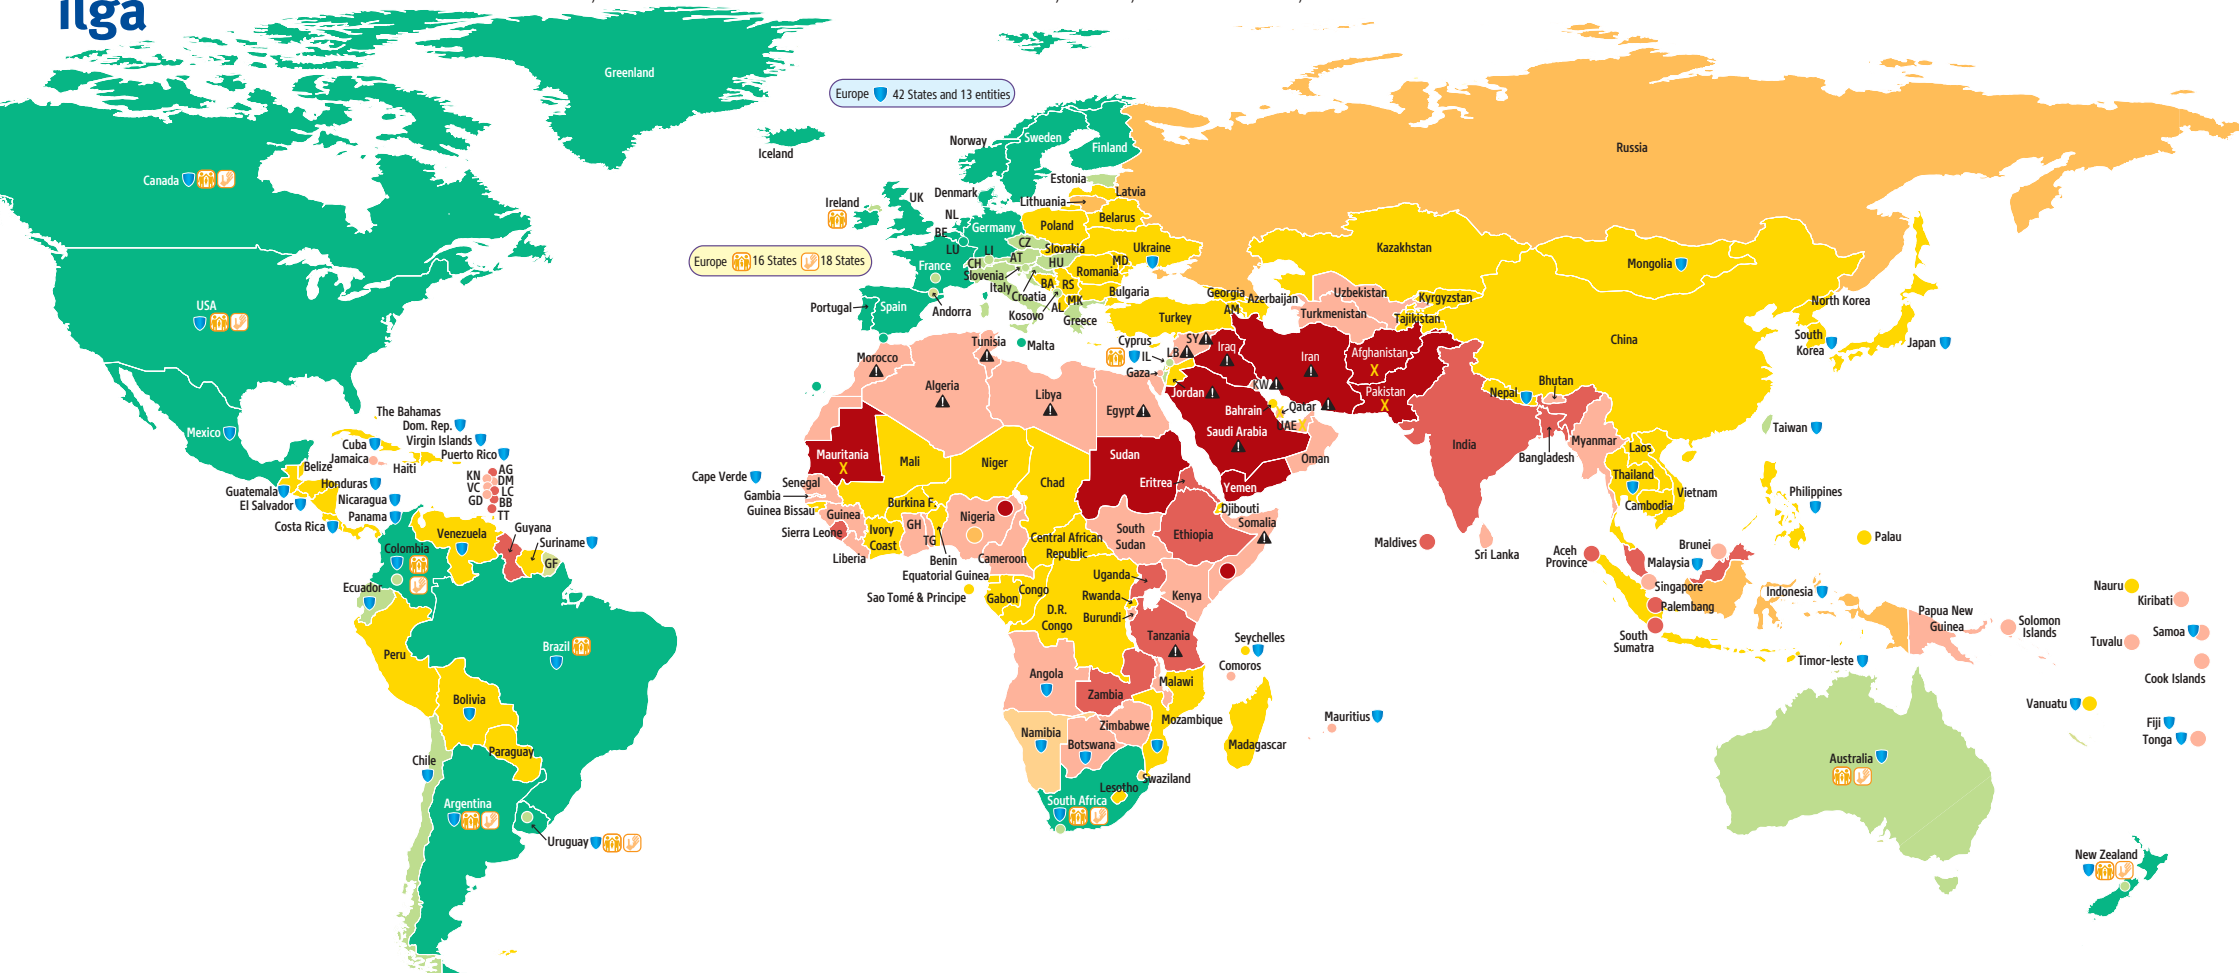 ilga
Greenland
Europe 42 States and 13 entities
Iceland
Norway
Sweden
Finland
Russia
Canada
Estonia
Latvia
Lithuania
Denmark
UK
Ireland
NL
Belarus
Poland
Germany
BE
LU
LI
CZ
Slovakia
Ukraine
Kazakhstan
Mongolia
Europe 16 States 18 States
France
CH
AT
HU
MD
Romania
Slovenia
Italy
Croatia
BA
RS
Bulgaria
Kosovo
AL
MK
Greece
Andorra
Portugal
Spain
Malta
USA
Georgia
AM
Azerbaijan
Uzbekistan
Kyrgyzstan
Turkmenistan
Tajikistan
Turkey
North Korea
South
Korea
Japan
China
Cyprus
SY
LB
IL
Iraq
Iran
Afghanistan
Tunisia
Morocco
Gaza
Jordan
KW
Pakistan
Nepal
Bhutan
Algeria
Libya
Egypt
Bahrain
Qatar
UAE
Saudi Arabia
Oman
Yemen
India
Bangladesh
Myanmar
Laos
Taiwan
Thailand
Vietnam
Cambodia
Philippines
Palau
Mexico
The Bahamas
Dom. Rep.
Virgin Islands
Puerto Rico
Cuba
Jamaica
Haiti
Belize
Honduras
Guatemala
El Salvador
Nicaragua
Costa Rica
Panama
KN
AG
DM
VC
LC
GD
BB
TT
Guyana
Suriname
GF
Venezuela
Colombia
Ecuador
Brazil
Peru
Bolivia
Paraguay
Chile
Argentina
Uruguay
Mauritania
Mali
Niger
Chad
Sudan
Eritrea
Cape Verde
Senegal
Gambia
Guinea Bissau
Guinea
Sierra Leone
Liberia
Burkina F.
Ivory
Coast
GH
TG
Benin
Nigeria
Cameroon
Central African
Republic
South
Sudan
Ethiopia
Djibouti
Somalia
Equatorial Guinea
Sao Tomé & Principe
Gabon
Congo
D.R.
Congo
Uganda
Rwanda
Burundi
Kenya
Tanzania
Seychelles
Comoros
Angola
Zambia
Malawi
Mozambique
Zimbabwe
Madagascar
Mauritius
Namibia
Botswana
Swaziland
Lesotho
South Africa
Maldives
Sri Lanka
Aceh
Province
Brunei
Malaysia
Singapore
Palembang
South
Sumatra
Indonesia
Timor-leste
Papua New
Guinea
Solomon
Islands
Nauru
Kiribati
Tuvalu
Samoa
Cook Islands
Vanuatu
Fiji
Tonga
Australia
New Zealand